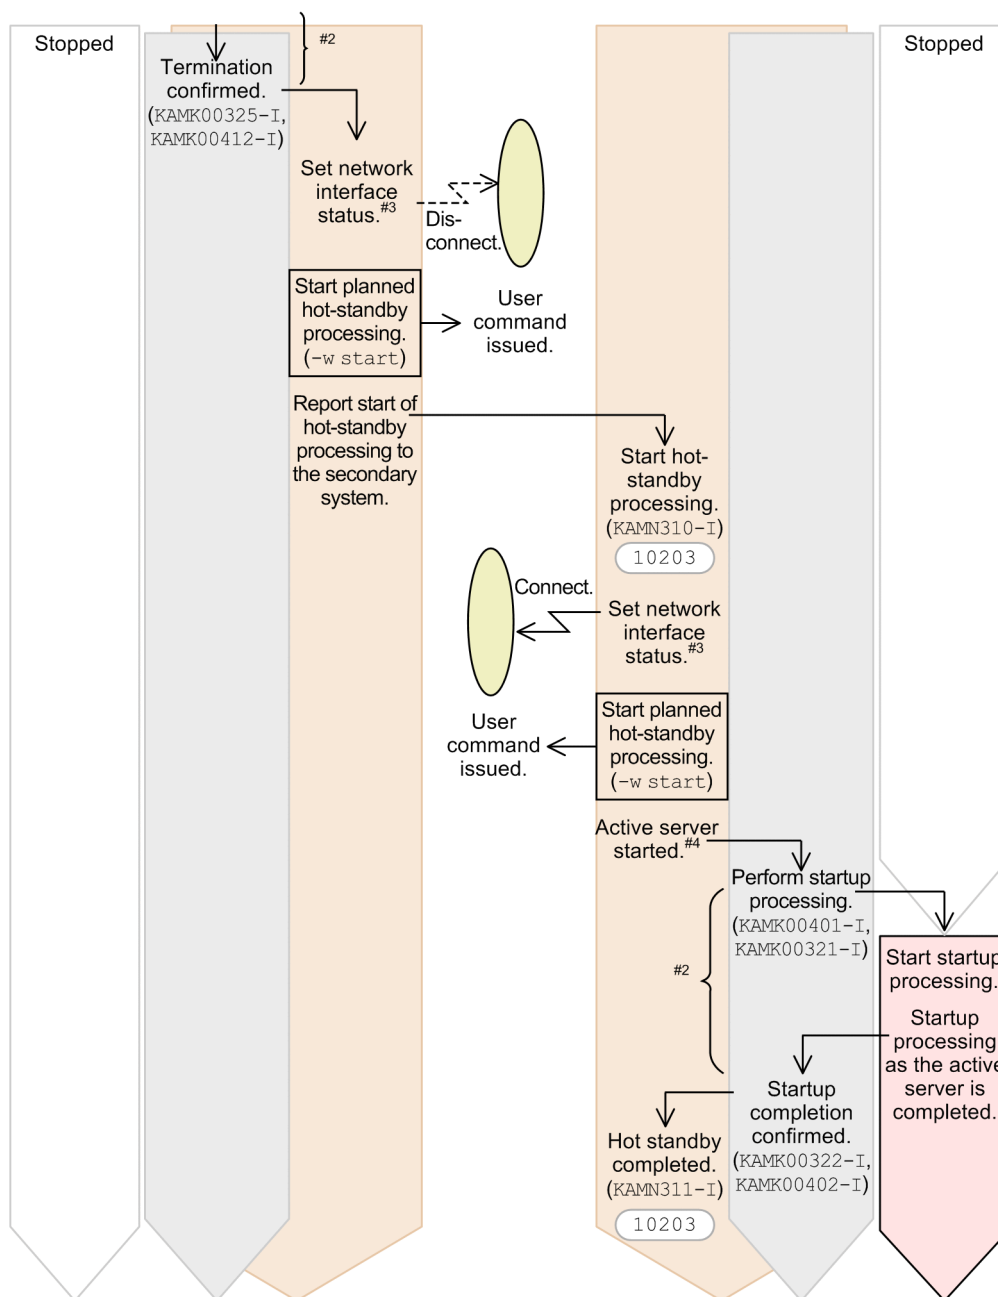 Stopped
#2
Termination
confirmed.
(KAMK00325-I,
KAMK00412-I)
Set network
interface
status.#3
Dis-
connect.
Start planned
hot-standby
processing.
(-w start)
User
command
issued.
Report start of
hot-standby
processing to
the secondary
system.
Stopped
Start hot-
standby
processing.
(KAMN310-I)
10203
Connect.
Set network
interface
status.#3
User
command
issued.
Start planned
hot-standby
processing.
(-w start)
Active server
started.#4
Perform startup
processing.
(KAMK00401-I,
KAMK00321-I)
#2
Start startup
processing.
Startup
processing
as the active
server is
completed.
Startup
completion
confirmed.
(KAMK00322-I,
KAMK00402-I)
Hot standby
completed.
(KAMN311-I)
10203